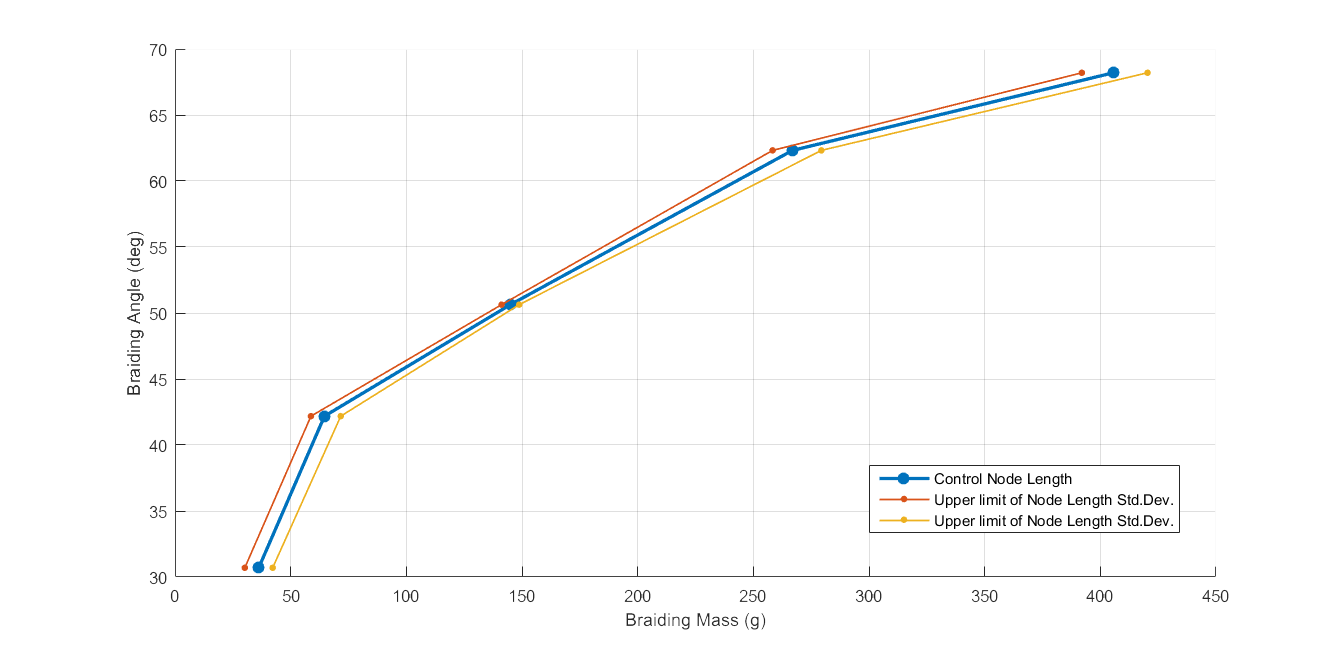 70
65
60
55
50
45
40
35
30
Braiding Angle (deg)
Control Node Length
Upper limit of Node Length Std.Dev.
Upper limit of Node Length Std.Dev.
0 50 100 150 200 250 300 350 400 450
Braiding Mass (g)